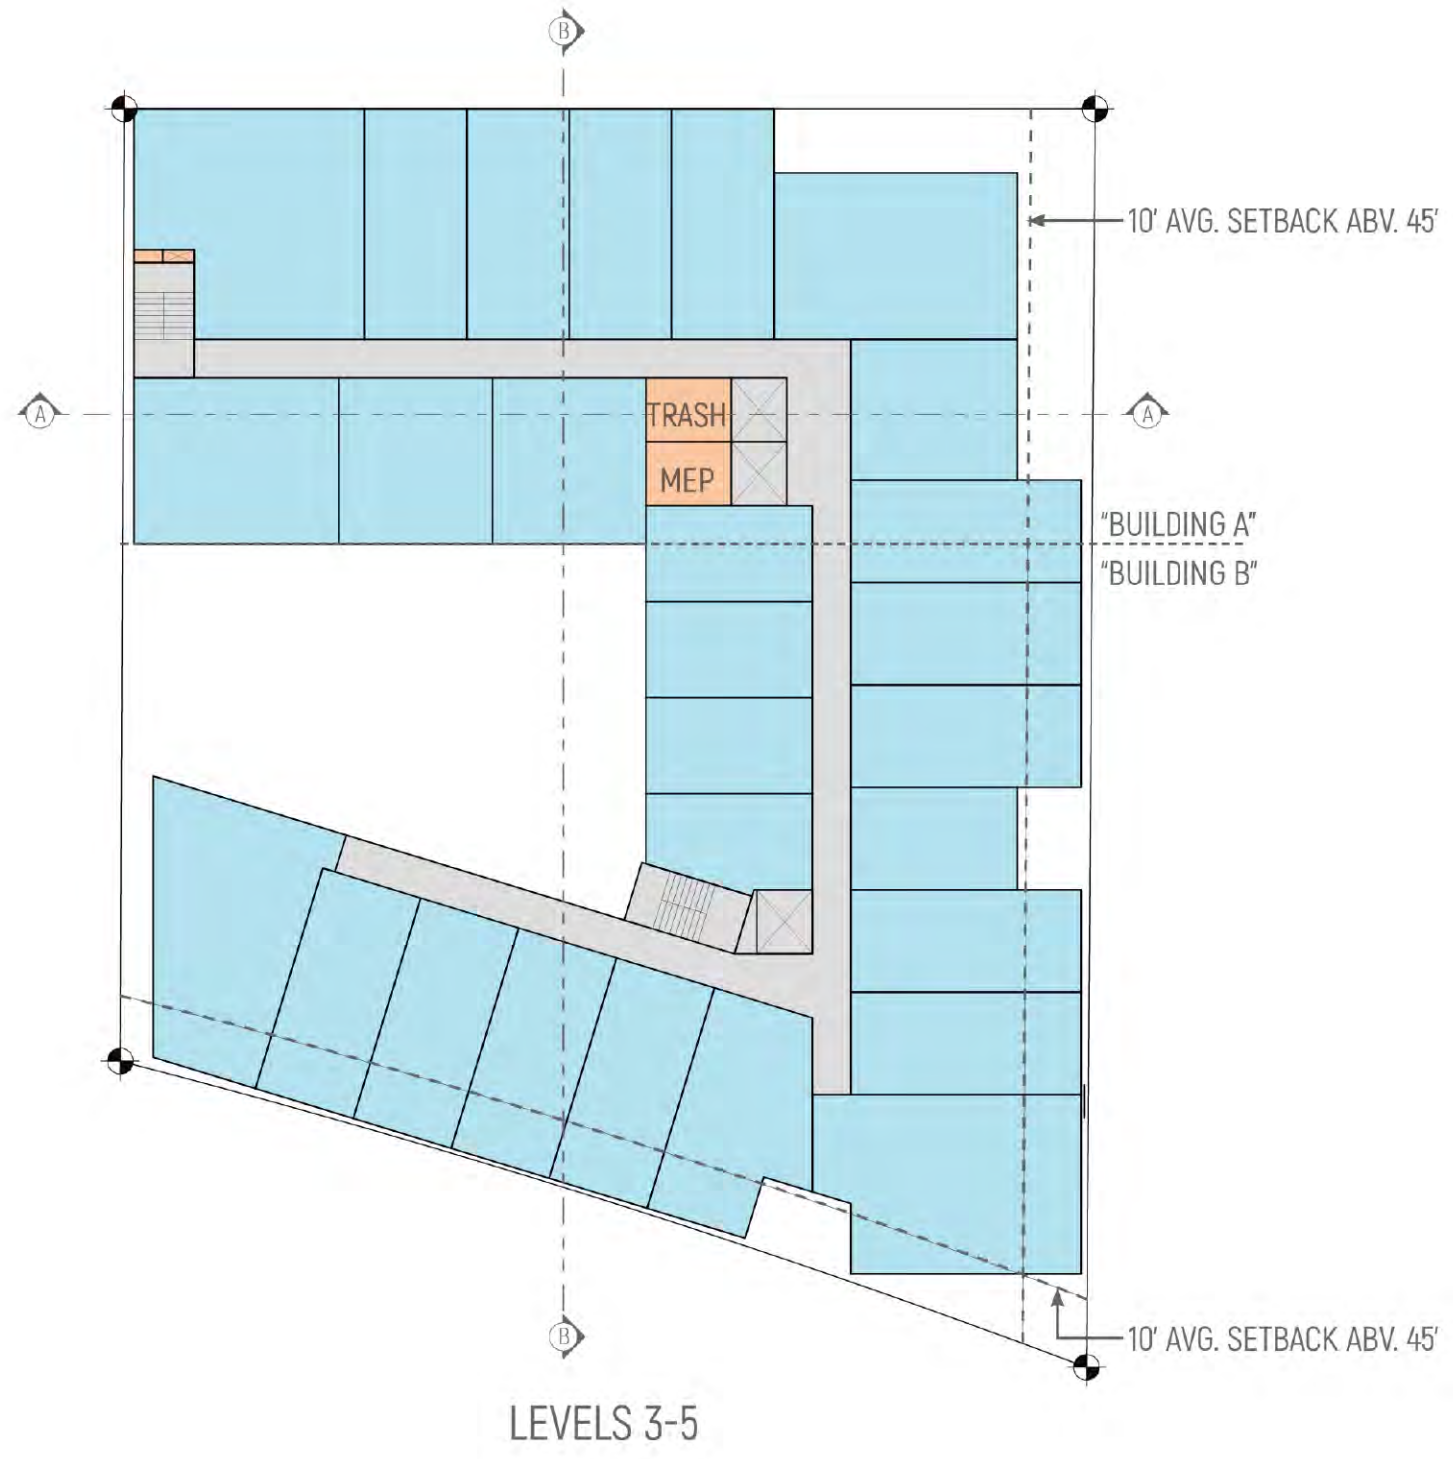 B
10' AVG. SETBACK ABV. 45'
A
TRASH
A
MEP
"BUILDING A"
"BUILDING B"
B
10' AVG. SETBACK ABV. 45'
LEVELS 3-5